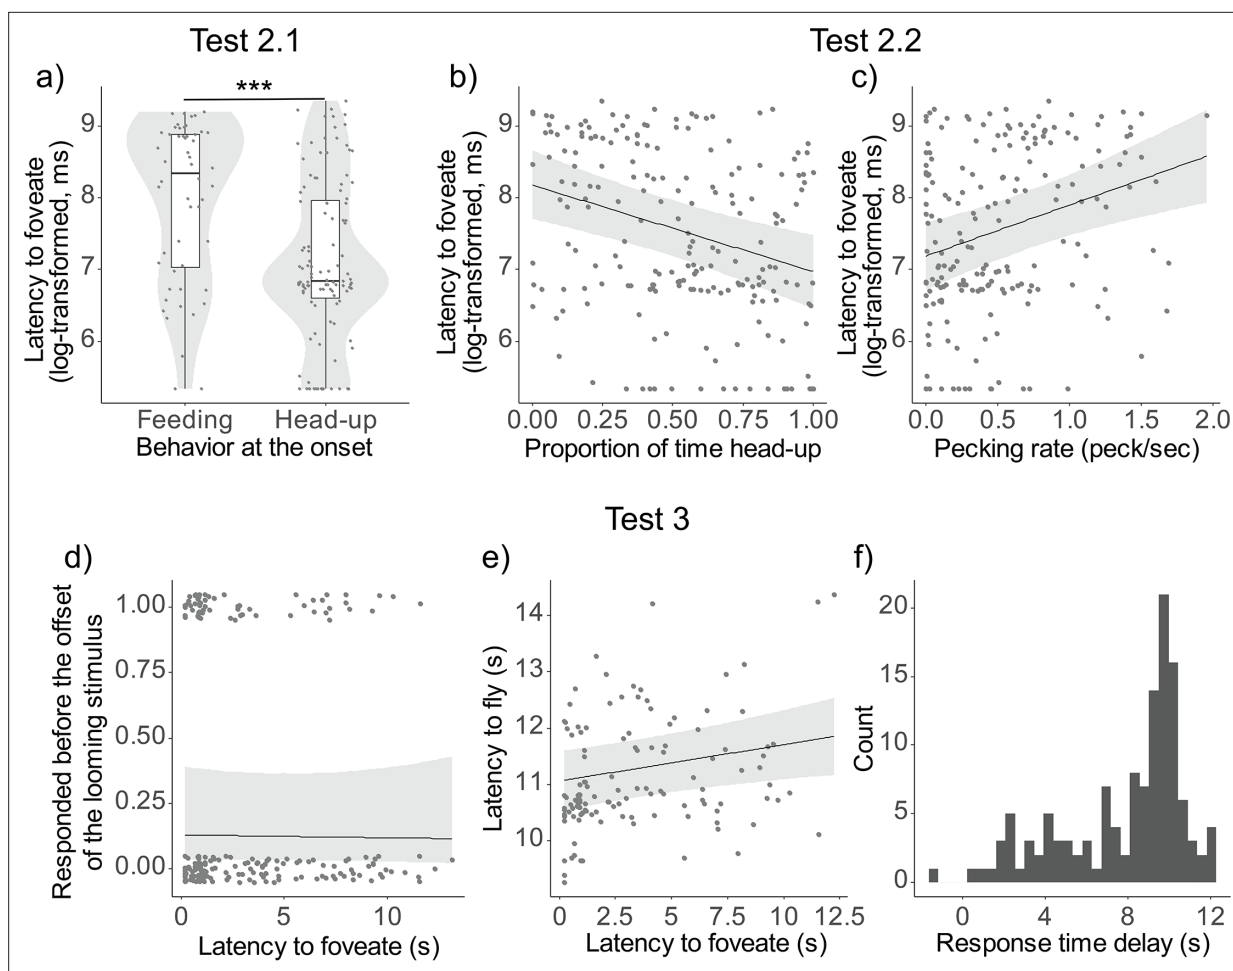 Test 2.1
Test 2.2
a)
***
Latency to foveate
(log-transformed, ms)
9
8
7
6
Feeding
Head-up
Behavior at the onset
b)
Latency to foveate
(log-transformed, ms)
9
8
7
6
0.00
0.25
0.50
0.75
1.00
Proportion of time head-up
c)
Latency to foveate
(log-transformed, ms)
9
8
7
6
0.0
0.5
1.0
1.5
2.0
Pecking rate (peck/sec)
Test 3
d)
Responded before the offset
of the looming stimulus
1.00
0.75
0.50
0.25
0.00
0
5
10
Latency to foveate (s)
e)
Latency to fly (s)
14
13
12
11
10
0
2.5
5
7.5
10
12.5
Latency to foveate (s)
f)
Count
20
15
10
5
0
0
4
8
12
Response time delay (s)